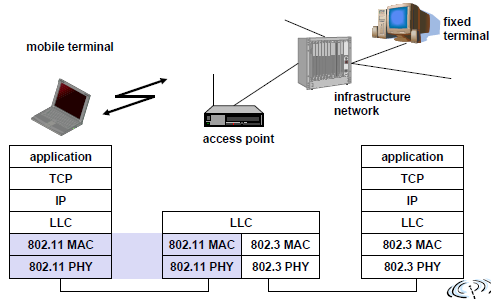 fixed
terminal
mobile terminal
infrastructure
network
access point
application
TCP
IP
LLC
802.11 MAC
802.11 PHY
LLC
802.11 MAC 802.3 MAC
802.11 PHY 802.3 PHY
application
TCP
IP
LLC
802.3 MAC
802.3 PHY